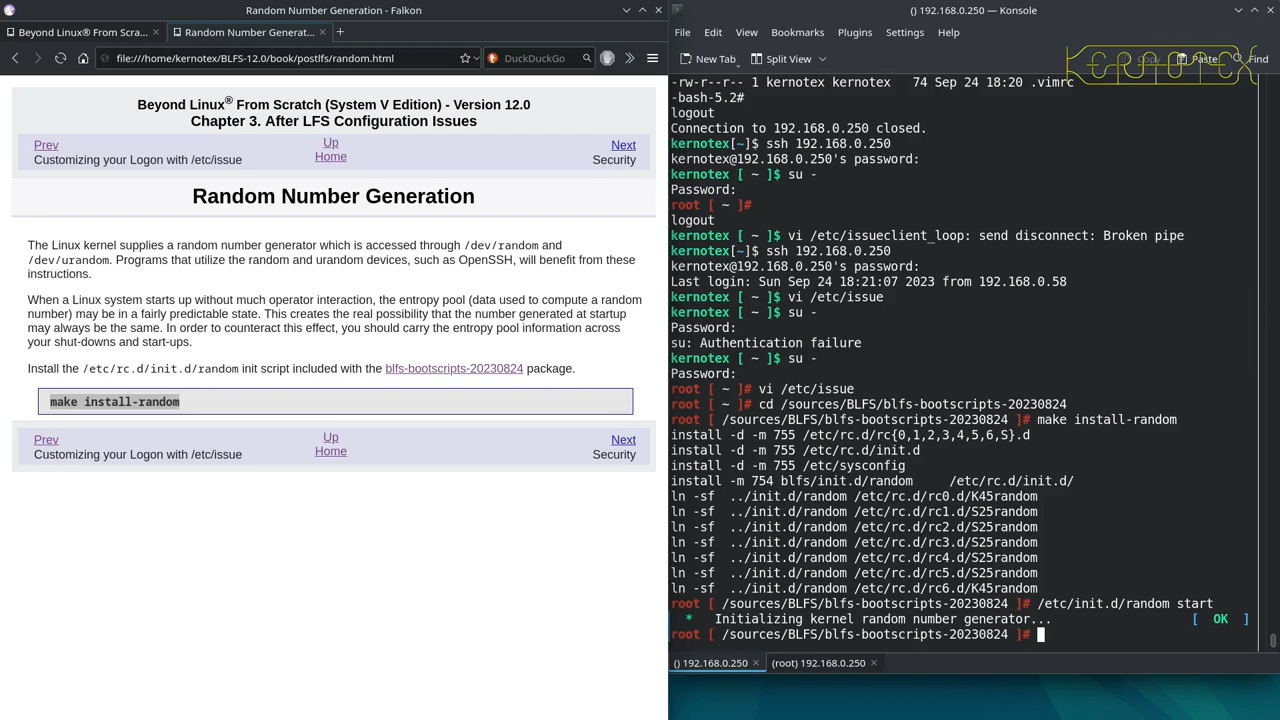 Random Number Generation - Falkon
Beyond Linux® From Scra...
Random Number Generat...
file:///home/kernotex/BLFS-12.0/book/postlfs/random.html
DuckDuckGo
Beyond Linux® From Scratch (System V Edition) - Version 12.0
Chapter 3. After LFS Configuration Issues
Prev
Up
Next
Customizing your Logon with /etc/issue
Home
Security
Random Number Generation
The Linux kernel supplies a random number generator which is accessed through /dev/random and
/dev/urandom. Programs that utilize the random and urandom devices, such as OpenSSH, will benefit from these
instructions.
When a Linux system starts up without much operator interaction, the entropy pool (data used to compute a random
number) may be in a fairly predictable state. This creates the real possibility that the number generated at startup
may always be the same. In order to counteract this effect, you should carry the entropy pool information across
your shut-downs and start-ups.
Install the /etc/rc.d/init.d/random init script included with the blfs-bootscripts-20230824 package.
make install-random
Prev
Up
Next
Customizing your Logon with /etc/issue
Home
Security
() 192.168.0.250 — Konsole
File Edit View Bookmarks Plugins Settings Help
New Tab Split View Copy Paste Find
KERNOTEX
-rw-r--r-- 1 kernotex kernotex   74 Sep 24 18:20 .vimrc
-bash-5.2#
logout
Connection to 192.168.0.250 closed.
kernotex[~]$ ssh 192.168.0.250
kernotex@192.168.0.250's password:
kernotex [ ~ ]$ su -
Password:
root [ ~ ]#
logout
kernotex [ ~ ]$ vi /etc/issueclient_loop: send disconnect: Broken pipe
kernotex[~]$ ssh 192.168.0.250
kernotex@192.168.0.250's password:
Last login: Sun Sep 24 18:21:07 2023 from 192.168.0.58
kernotex [ ~ ]$ vi /etc/issue
kernotex [ ~ ]$ su -
Password:
su: Authentication failure
kernotex [ ~ ]$ su -
Password:
root [ ~ ]# vi /etc/issue
root [ ~ ]# cd /sources/BLFS/blfs-bootscripts-20230824
root [ /sources/BLFS/blfs-bootscripts-20230824 ]# make install-random
install -d -m 755 /etc/rc.d/rc{0,1,2,3,4,5,6,S}.d
install -d -m 755 /etc/rc.d/init.d
install -d -m 755 /etc/sysconfig
install -m 754 blfs/init.d/random     /etc/rc.d/init.d/
ln -sf  ../init.d/random /etc/rc.d/rc0.d/K45random
ln -sf  ../init.d/random /etc/rc.d/rc1.d/S25random
ln -sf  ../init.d/random /etc/rc.d/rc2.d/S25random
ln -sf  ../init.d/random /etc/rc.d/rc3.d/S25random
ln -sf  ../init.d/random /etc/rc.d/rc4.d/S25random
ln -sf  ../init.d/random /etc/rc.d/rc5.d/S25random
ln -sf  ../init.d/random /etc/rc.d/rc6.d/K45random
root [ /sources/BLFS/blfs-bootscripts-20230824 ]# /etc/init.d/random start
*   Initializing kernel random number generator... [  OK  ]
root [ /sources/BLFS/blfs-bootscripts-20230824 ]#
() 192.168.0.250
(root) 192.168.0.250